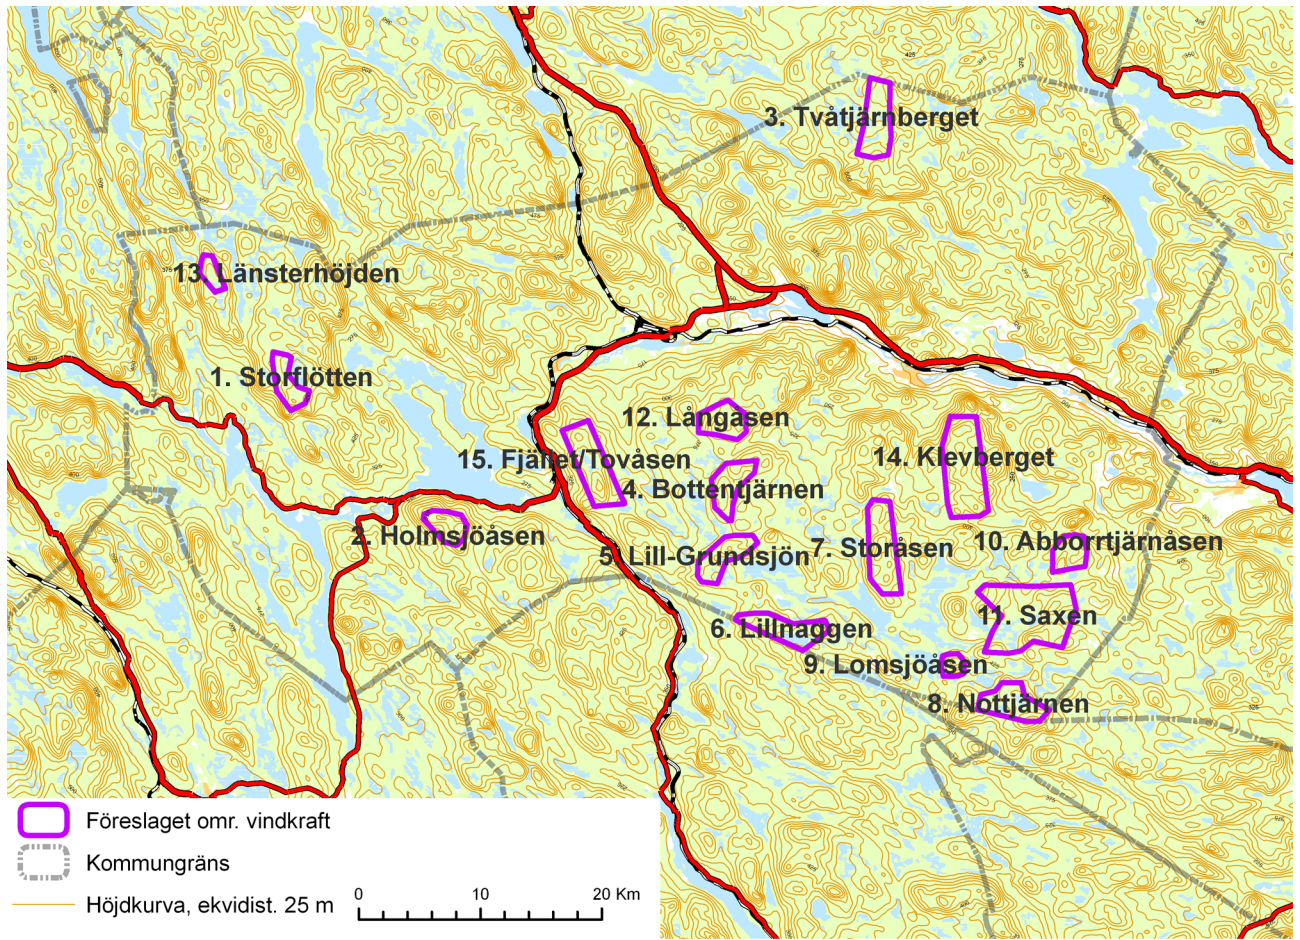 3. Tvåtjärnberget
13. Länsterhöjden
1. Storflötten
12. Långåsen
15. Fjället/Tovåsen
14. Klevberget
4. Bottentjärnen
2. Holmsjöåsen
5. Lill-Grundsjön
7. Storåsen
10. Abborrtjärnåsen
11. Saxen
6. Lillnaggen
9. Lomsjöåsen
8. Nottjärnen
Föreslaget omr. vindkraft
Kommungräns
Höjdkurva, ekvidist. 25 m
0 10 20 Km